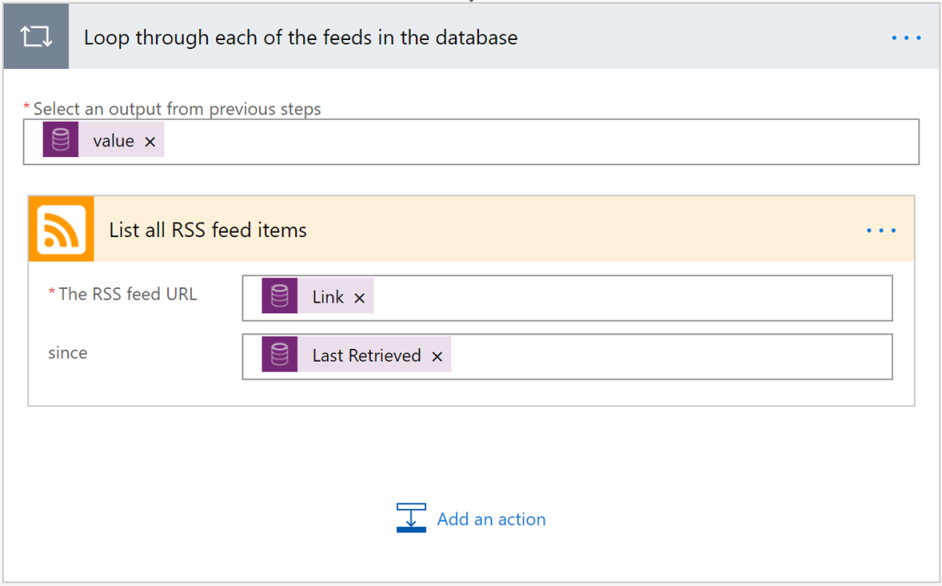 Loop through each of the feeds in the database
* Select an output from previous steps
value ×
List all RSS feed items
* The RSS feed URL
Link ×
since
Last Retrieved ×
Add an action